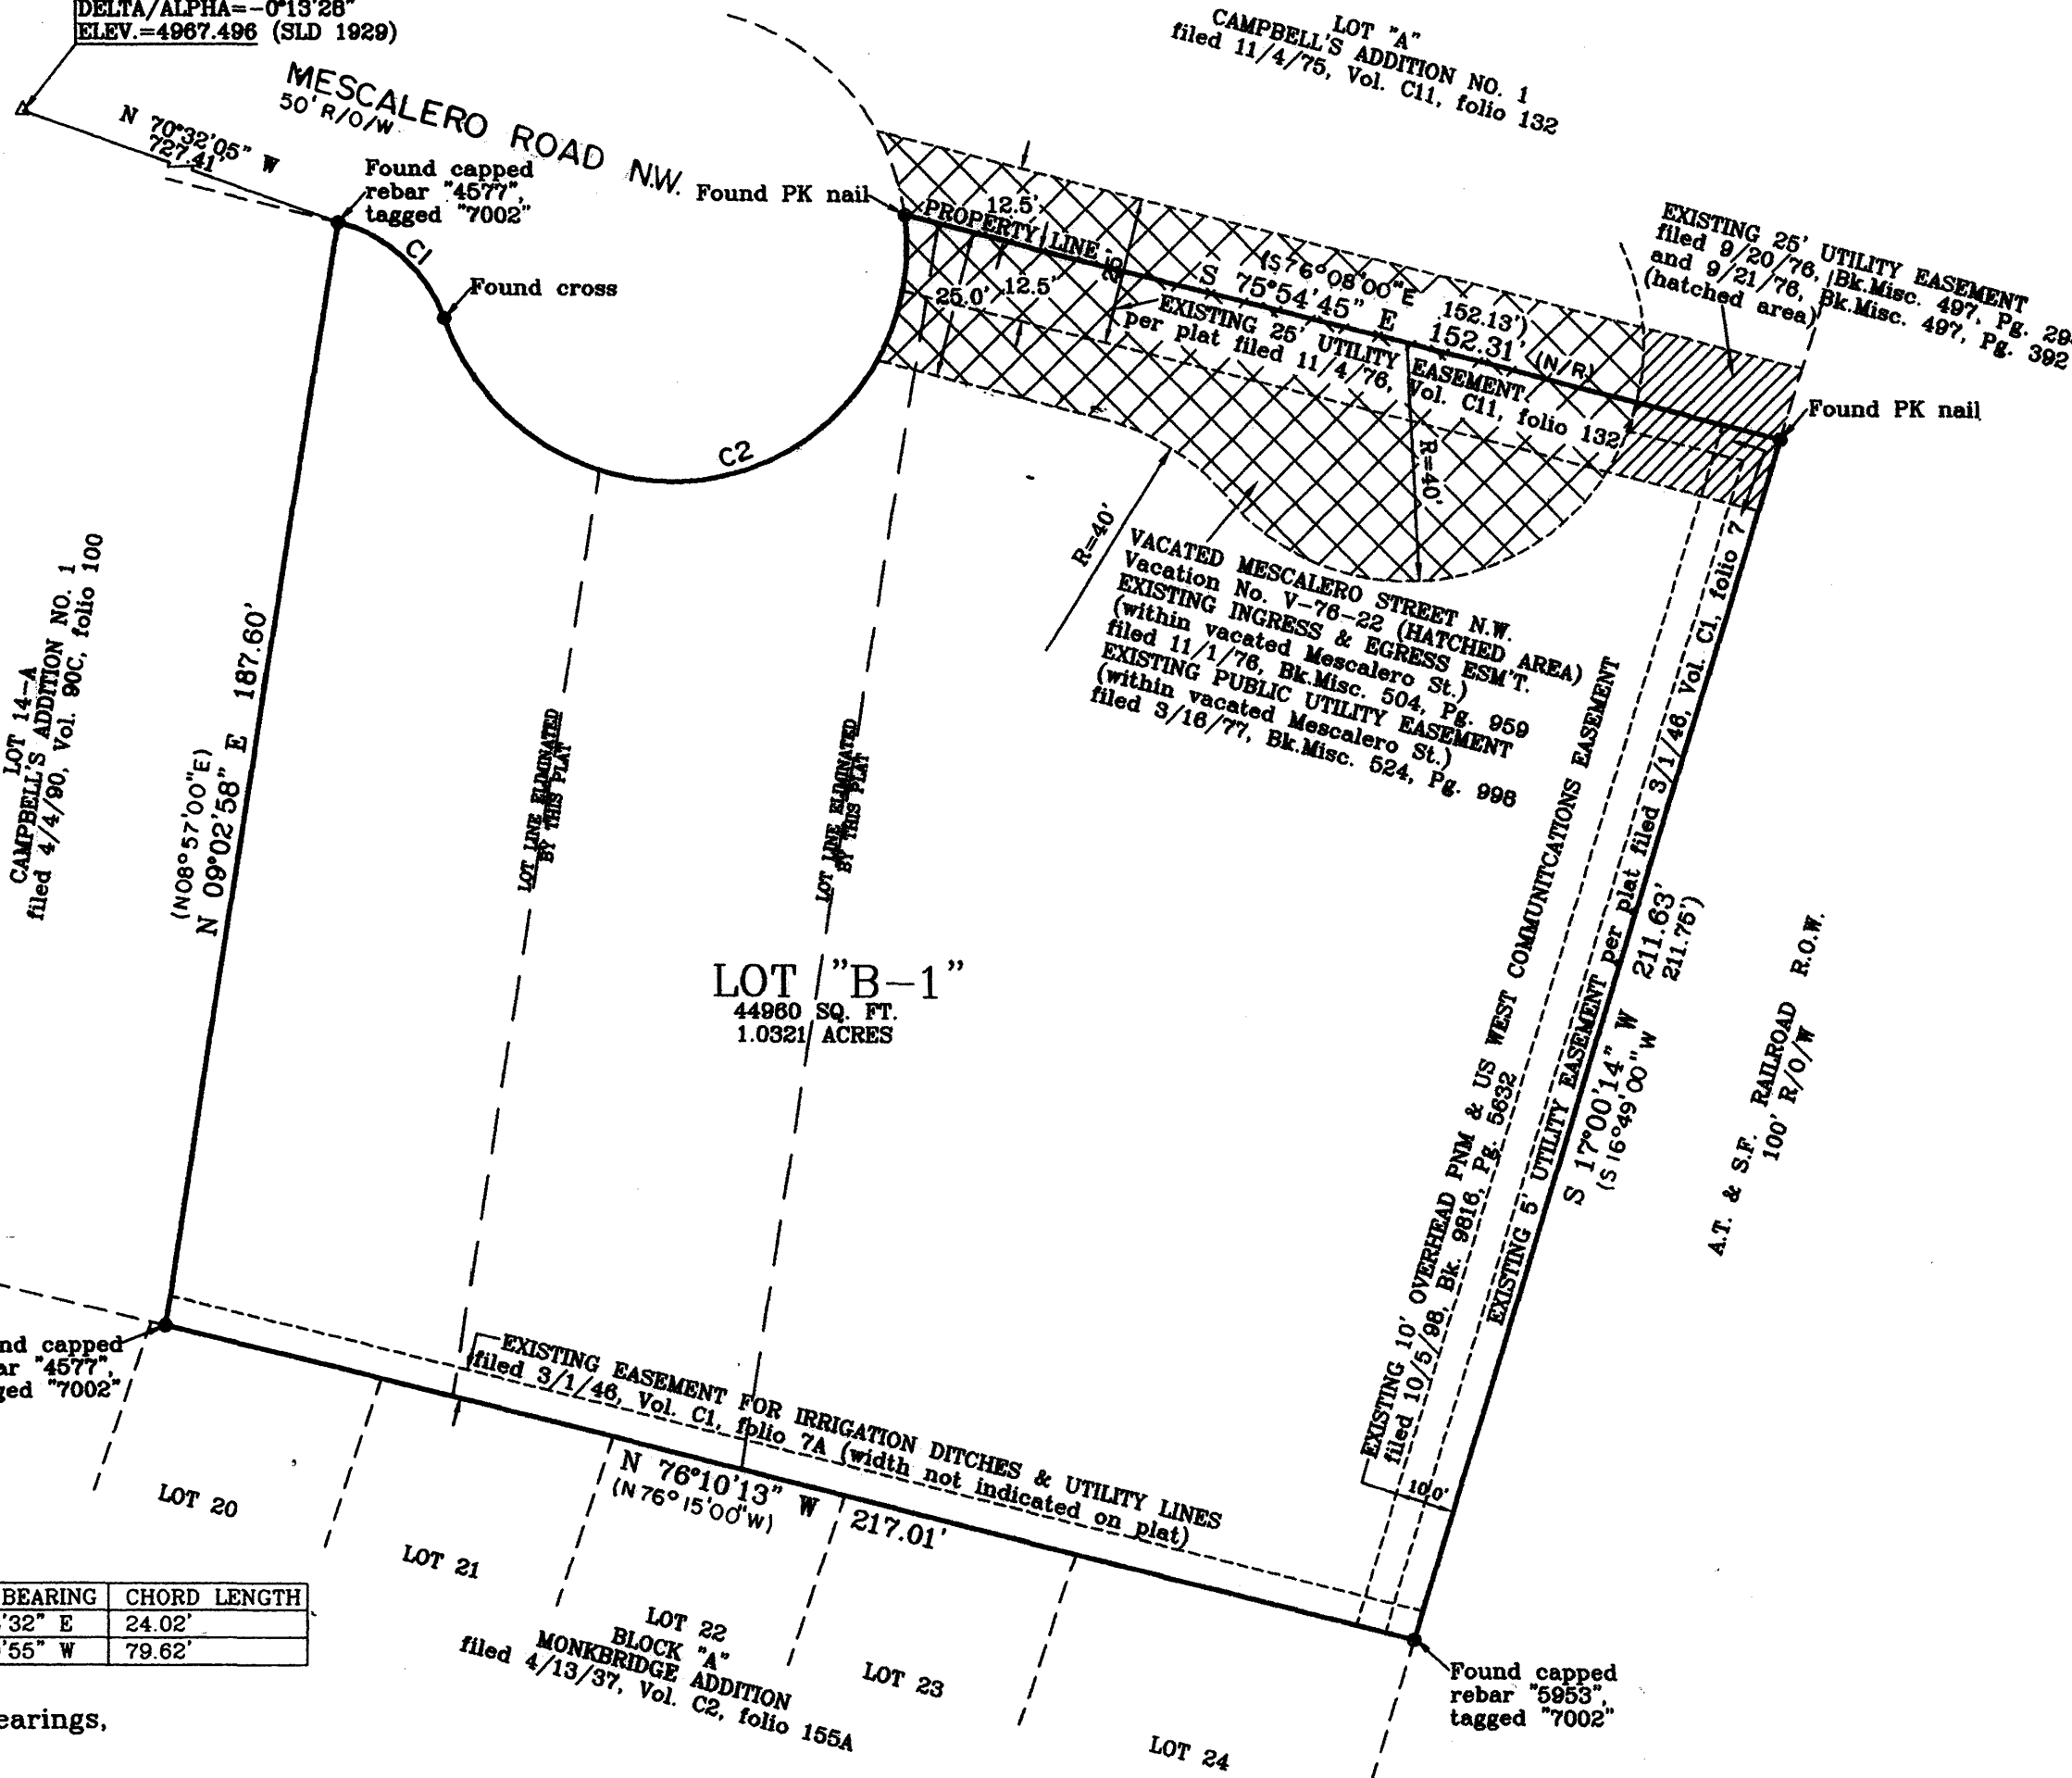 DELTA/ALPHA=-0°13'28"
ELEV.=4967.496 (SLD 1929)
LOT "A"
CAMPBELL'S ADDITION NO. 1
filed 11/4/75, Vol. C11, folio 132
MESCALERO ROAD N.W.
50' R/O/W
N 70°32'05" W
727.41'
Found capped
rebar "4577",
tagged "7002"
Found PK nail
C1
Found cross
C2
12.5'
PROPERTY LINE
25'
25.0'
12.5'
(S76°08'00"E 152.13')
S 75°54'45" E 152.31' (N/R)
EXISTING 25' UTILITY EASEMENT
per plat filed 11/4/76, Vol. C11, folio 132
EXISTING 25' UTILITY EASEMENT
filed 9/20/76, Bk.Misc. 497, Pg. 29
and 9/21/76, Bk.Misc. 497, Pg. 392
(hatched area)
Found PK nail
R=40'
R=40'
VACATED MESCALERO STREET N.W.
Vacation No. V-76-22 (HATCHED AREA)
EXISTING INGRESS & EGRESS ESM'T.
(within vacated Mescalero St.)
filed 11/1/76, Bk.Misc. 504, Pg. 959
EXISTING PUBLIC UTILITY EASEMENT
(within vacated Mescalero St.)
filed 3/16/77, Bk.Misc. 524, Pg. 998
LOT 14-A
CAMPBELL'S ADDITION NO. 1
filed 4/4/90, Vol. 90C, folio 100
(N08°57'00"E)
N 09°02'58" E 187.60'
LOT LINE ELIMINATED
BY THIS PLAT
LOT LINE ELIMINATED
BY THIS PLAT
LOT "B-1"
44960 SQ. FT.
1.0321 ACRES
EXISTING 10' OVERHEAD PNM & US WEST COMMUNITCATIONS EASEMENT
filed 10/5/98, Bk. 9816, Pg. 5632
EXISTING 5' UTILITY EASEMENT per plat filed 3/1/46, Vol. C1, folio 7
S 17°00'14" W 211.63'
(S16°49'00"W 211.75')
A.T. & S.F. RAILROAD R.O.W.
100' R/O/W
nd capped
ar "4577",
ged "7002"
EXISTING EASEMENT FOR IRRIGATION DITCHES & UTILITY LINES
filed 3/1/46, Vol. C1, folio 7A (width not indicated on plat)
10.0'
N 76°10'13" W 217.01'
(N76°15'00"W)
LOT 20
LOT 21
LOT 22
BLOCK "A"
MONKBRIDGE ADDITION
filed 4/13/37, Vol. C2, folio 155A
LOT 23
LOT 24
Found capped
rebar "5953",
tagged "7002"
BEARING CHORD LENGTH
'32" E 24.02'
'55" W 79.62'
earings,